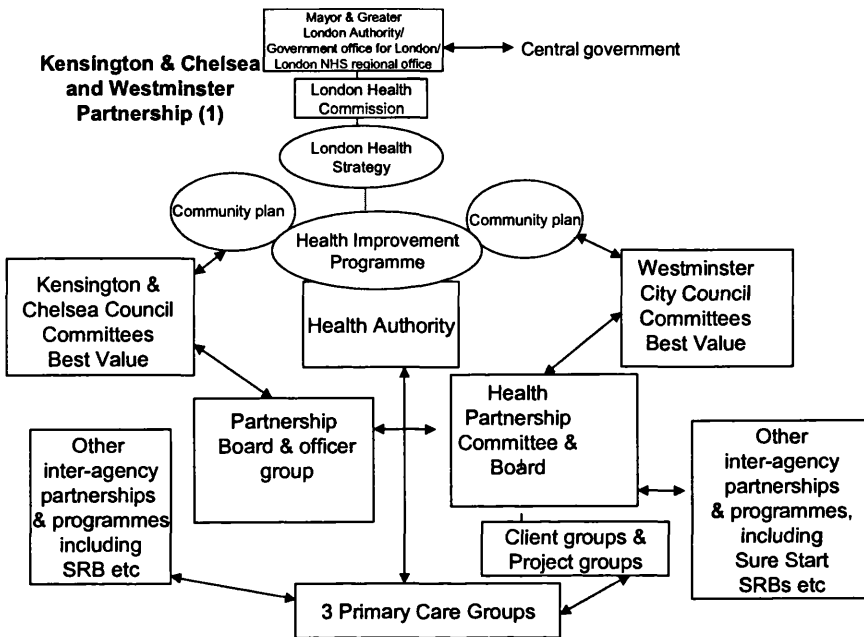 Mayor & Greater
London Authority/
Government office for London/
London NHS regional office
Central government
Kensington & Chelsea
and Westminster
Partnership (1)
London Health
Commission
London Health
Strategy
Community plan
Community plan
Health Improvement
Programme
Kensington &
Chelsea Council
Committees
Best Value
Health Authority
Westminster
City Council
Committees
Best Value
Partnership
Board & officer
group
Health
Partnership
Committee &
Board
Other
inter-agency
partnerships
& programmes
including
SRB etc
Other
inter-agency
partnerships
& programmes,
including
Sure Start
SRBs etc
Client groups &
Project groups
3 Primary Care Groups